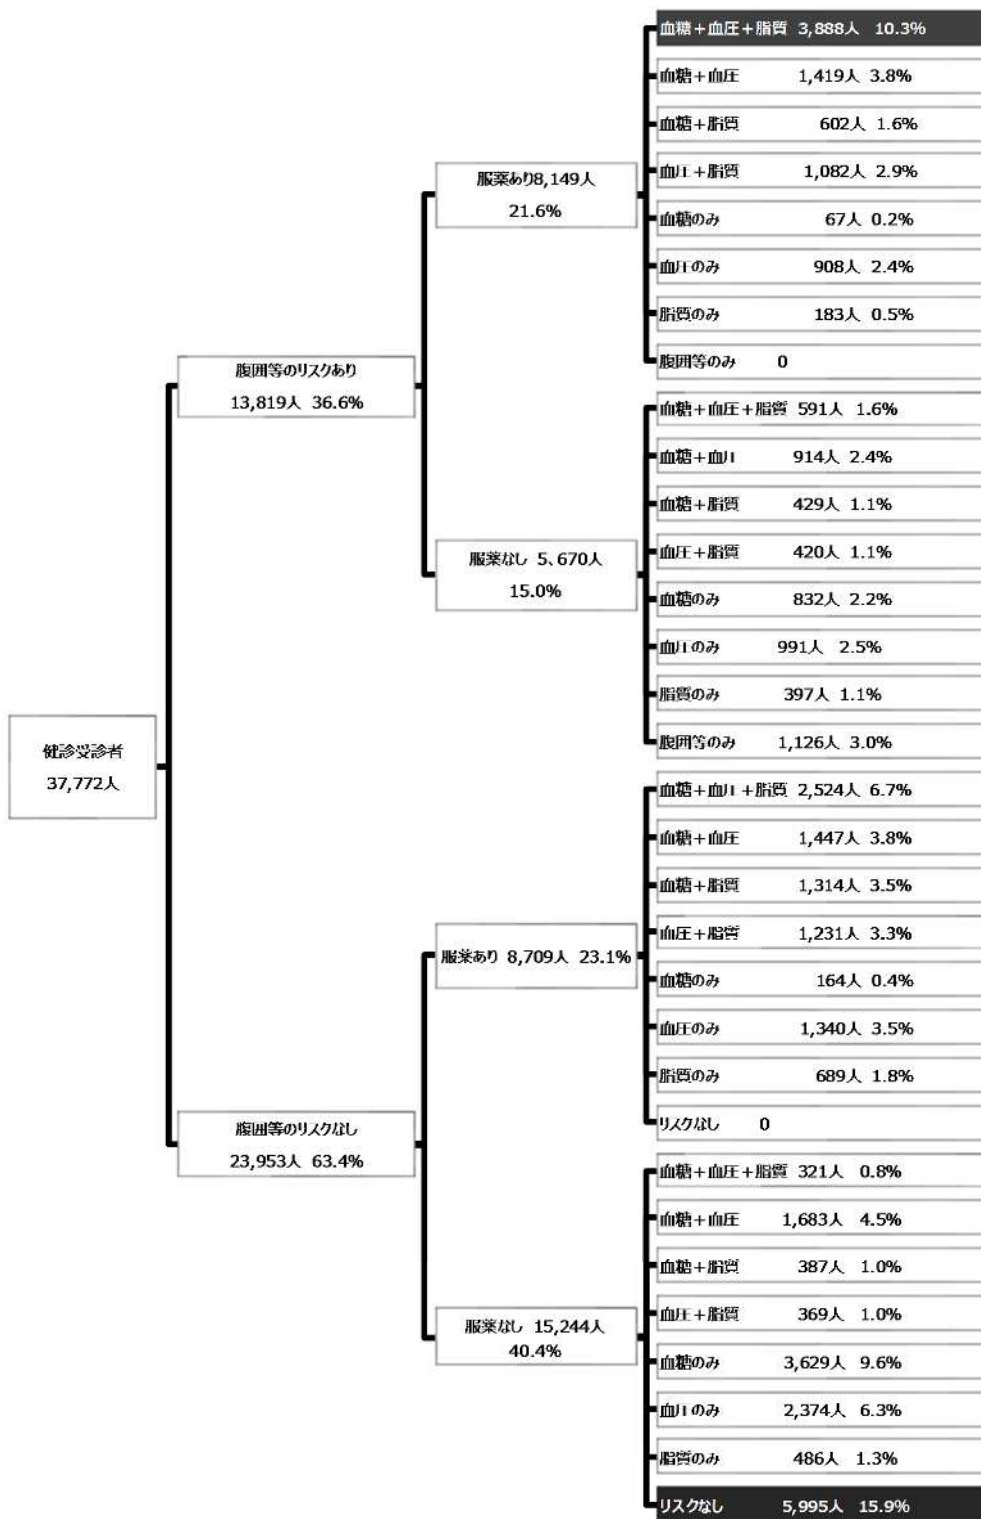 健診受診者
37,772人
腹囲等のリスクあり
13,819人 36.6%
服薬あり8,149人
21.6%
血糖+血圧+脂質 3,888人 10.3%
血糖+血圧 1,419人 3.8%
血糖+脂質 602人 1.6%
血圧+脂質 1,082人 2.9%
血糖のみ 67人 0.2%
血圧のみ 908人 2.4%
脂質のみ 183人 0.5%
腹囲等のみ 0
服薬なし 5、670人
15.0%
血糖+血圧+脂質 591人 1.6%
血糖+血圧 914人 2.4%
血糖+脂質 429人 1.1%
血圧+脂質 420人 1.1%
血糖のみ 832人 2.2%
血圧のみ 991人 2.5%
脂質のみ 397人 1.1%
腹囲等のみ 1,126人 3.0%
腹囲等のリスクなし
23,953人 63.4%
服薬あり 8,709人 23.1%
血糖+血圧+脂質 2,524人 6.7%
血糖+血圧 1,447人 3.8%
血糖+脂質 1,314人 3.5%
血圧+脂質 1,231人 3.3%
血糖のみ 164人 0.4%
血圧のみ 1,340人 3.5%
脂質のみ 689人 1.8%
リスクなし 0
服薬なし 15,244人
40.4%
血糖+血圧+脂質 321人 0.8%
血糖+血圧 1,683人 4.5%
血糖+脂質 387人 1.0%
血圧+脂質 369人 1.0%
血糖のみ 3,629人 9.6%
血圧のみ 2,374人 6.3%
脂質のみ 486人 1.3%
リスクなし 5,995人 15.9%